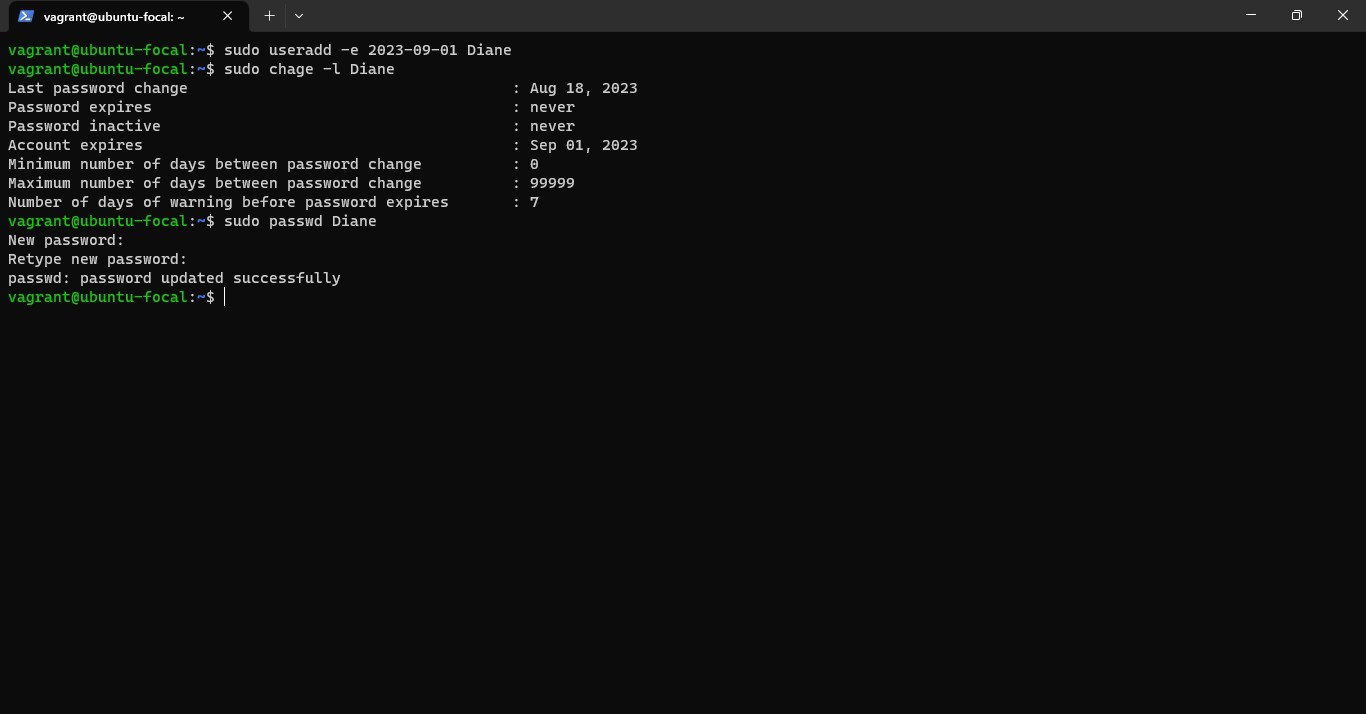 vagrant@ubuntu-focal: ~
vagrant@ubuntu-focal:~$ sudo useradd -e 2023-09-01 Diane
vagrant@ubuntu-focal:~$ sudo chage -l Diane
Last password change : Aug 18, 2023
Password expires : never
Password inactive : never
Account expires : Sep 01, 2023
Minimum number of days between password change : 0
Maximum number of days between password change : 99999
Number of days of warning before password expires : 7
vagrant@ubuntu-focal:~$ sudo passwd Diane
New password:
Retype new password:
passwd: password updated successfully
vagrant@ubuntu-focal:~$